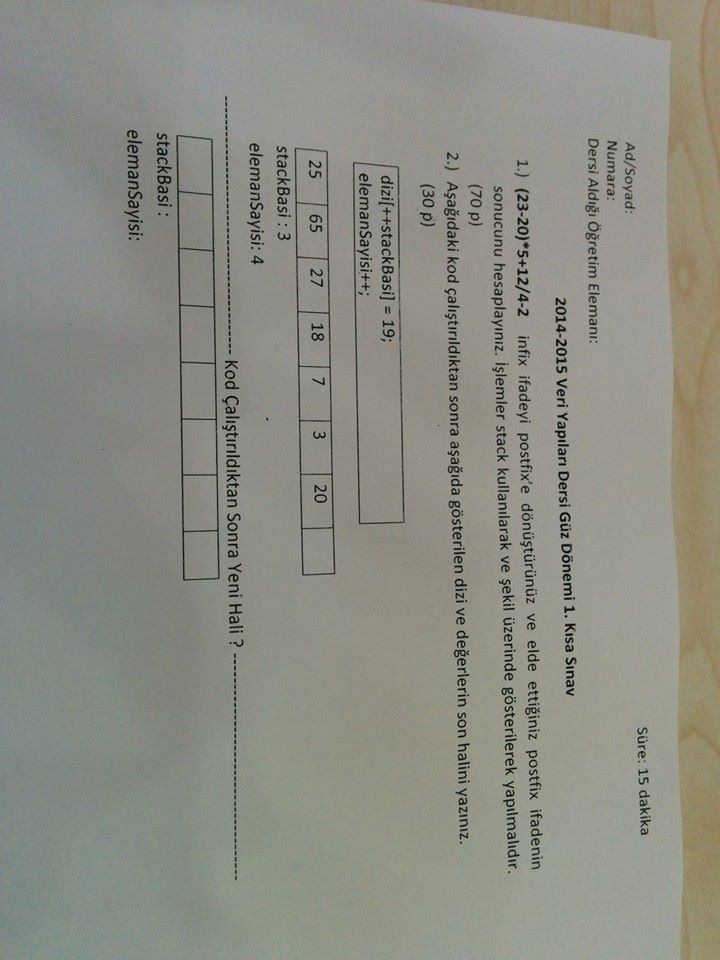 Ad/Soyad:
Süre: 15 dakika
Numara:
Dersi Aldığı Öğretim Elemanı:
2014-2015 Veri Yapıları Dersi Güz Dönemi 1. Kısa Sınav
1.) (23-20)*5+12/4-2 infix ifadeyi postfix'e dönüştürünüz ve elde ettiğiniz postfix ifadenin
sonucunu hesaplayınız. İşlemler stack kullanılarak ve şekil üzerinde gösterilerek yapılmalıdır.
(70 p)
2.) Aşağıdaki kod çalıştırıldıktan sonra aşağıda gösterilen dizi ve değerlerin son halini yazınız.
(30 p)
dizi[++stackBasi] = 19;
elemanSayisi++;
25 65 27 18 7 3 20
stackBasi : 3
elemanSayisi: 4
---------------------------------- Kod Çalıştırıldıktan Sonra Yeni Hali ? ----------------------------------
stackBasi :
elemanSayisi: